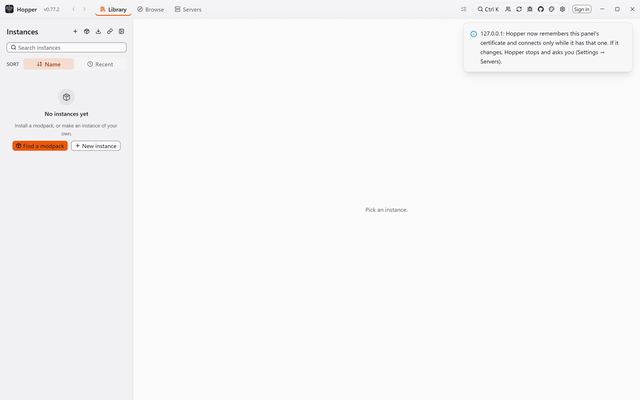 Hopper v0.77.2 Library Browse Servers Ctrl K Sign in
Instances
Search instances
SORT Name Recent
No instances yet
Install a modpack, or make an instance of your
own.
Find a modpack New instance
Pick an instance.
127.0.0.1: Hopper now remembers this panel's
certificate and connects only while it has that one. If it
changes, Hopper stops and asks you (Settings →
Servers).